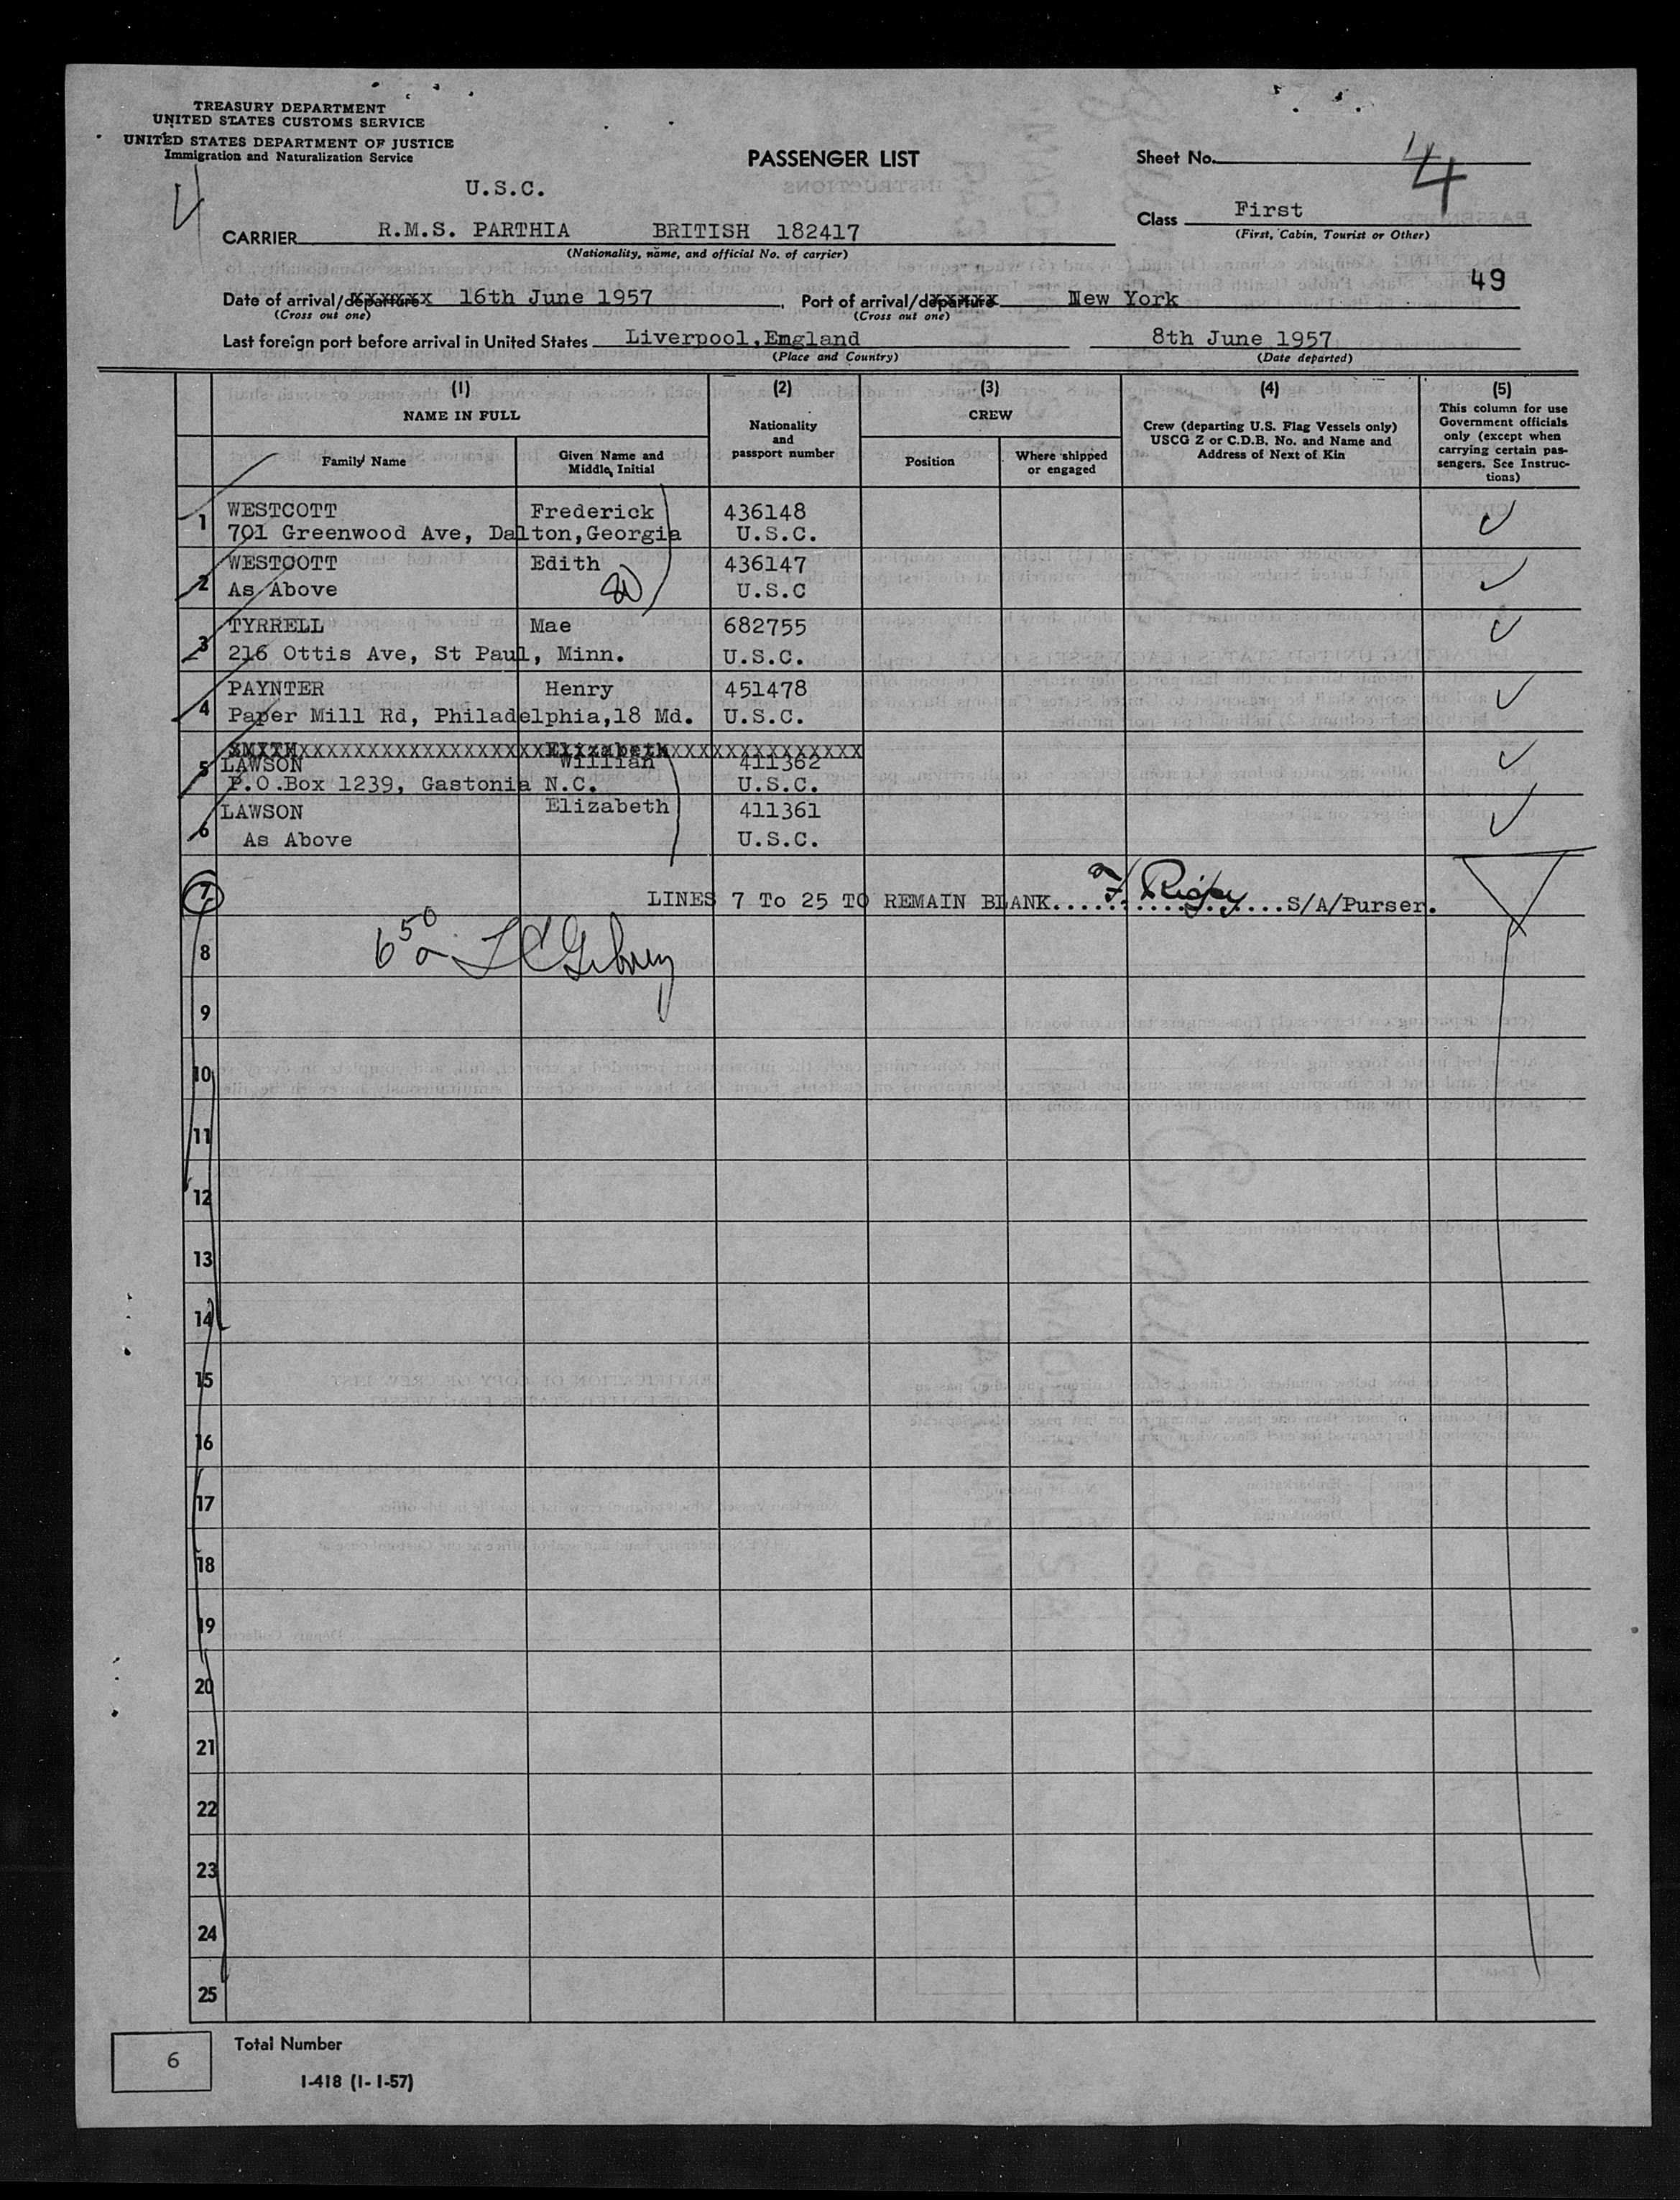 TREASURY DEPARTMENT
UNITED STATES CUSTOMS SERVICE
UNITED STATES DEPARTMENT OF JUSTICE
Immigration and Naturalization Service
PASSENGER LIST
Sheet No. 4
U.S.C.
Class First
(First, Cabin, Tourist or Other)
CARRIER R.M.S. PARTHIA BRITISH 182417
(Nationality, name, and official No. of carrier)
49
Date of arrival/departure 16th June 1957 Port of arrival/departure New York
(Cross out one) (Cross out one)
Last foreign port before arrival in United States Liverpool,England 8th June 1957
(Place and Country) (Date departed)
(1) (2) (3) (4) (5)
NAME IN FULL
Family Name
Given Name and
Middle Initial
Nationality
and
passport number
CREW
Position
Where shipped
or engaged
Crew (departing U.S. Flag Vessels only)
USCG Z or C.D.B. No. and Name and
Address of Next of Kin
This column for use
Government officials
only (except when
carrying certain pas-
sengers. See Instruc-
tions)
1 WESTCOTT Frederick 436148
701 Greenwood Ave, Dalton,Georgia U.S.C.
2 WESTCOTT Edith 436147
As Above U.S.C
3 TYRRELL Mae 682755
216 Ottis Ave, St Paul, Minn. U.S.C.
4 PAYNTER Henry 451478
Paper Mill Rd, Philadelphia,18 Md. U.S.C.
SMITHXXXXXXXXXXXXXXXXXXElizabethXXXXXXXXXXXXXX
5 LAWSON Willian 411362
P.O.Box 1239, Gastonia N.C. U.S.C.
6 LAWSON Elizabeth 411361
As Above U.S.C.
7 LINES 7 To 25 TO REMAIN BLANK.....F. Rigby.....S/A/Purser.
8
9
10
11
12
13
14
15
16
17
18
19
20
21
22
23
24
25
6 Total Number
I-418 (1-1-57)